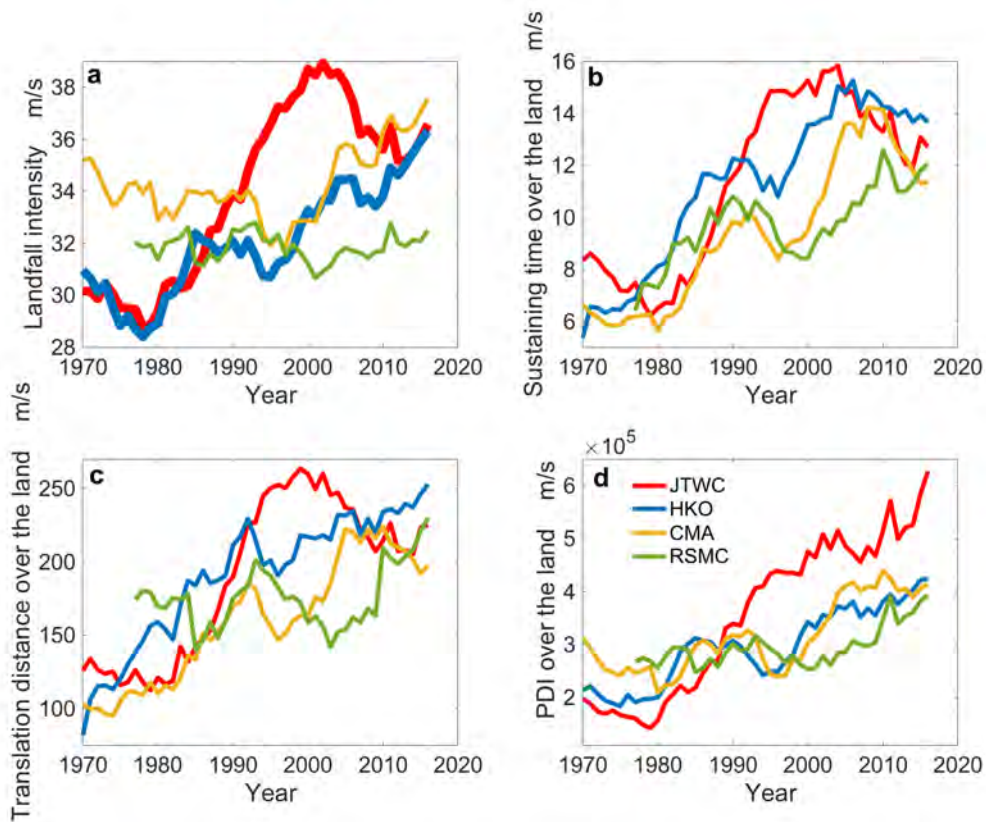 a
Landfall intensity m/s
38
36
34
32
30
28
1970 1980 1990 2000 2010 2020
Year
b
Sustaining time over the land m/s
16
14
12
10
8
6
1970 1980 1990 2000 2010 2020
Year
c
Translation distance over the land m/s
250
200
150
100
1970 1980 1990 2000 2010 2020
Year
×10^5
d
PDI over the land m/s
6
5
4
3
2
JTWC
HKO
CMA
RSMC
1970 1980 1990 2000 2010 2020
Year